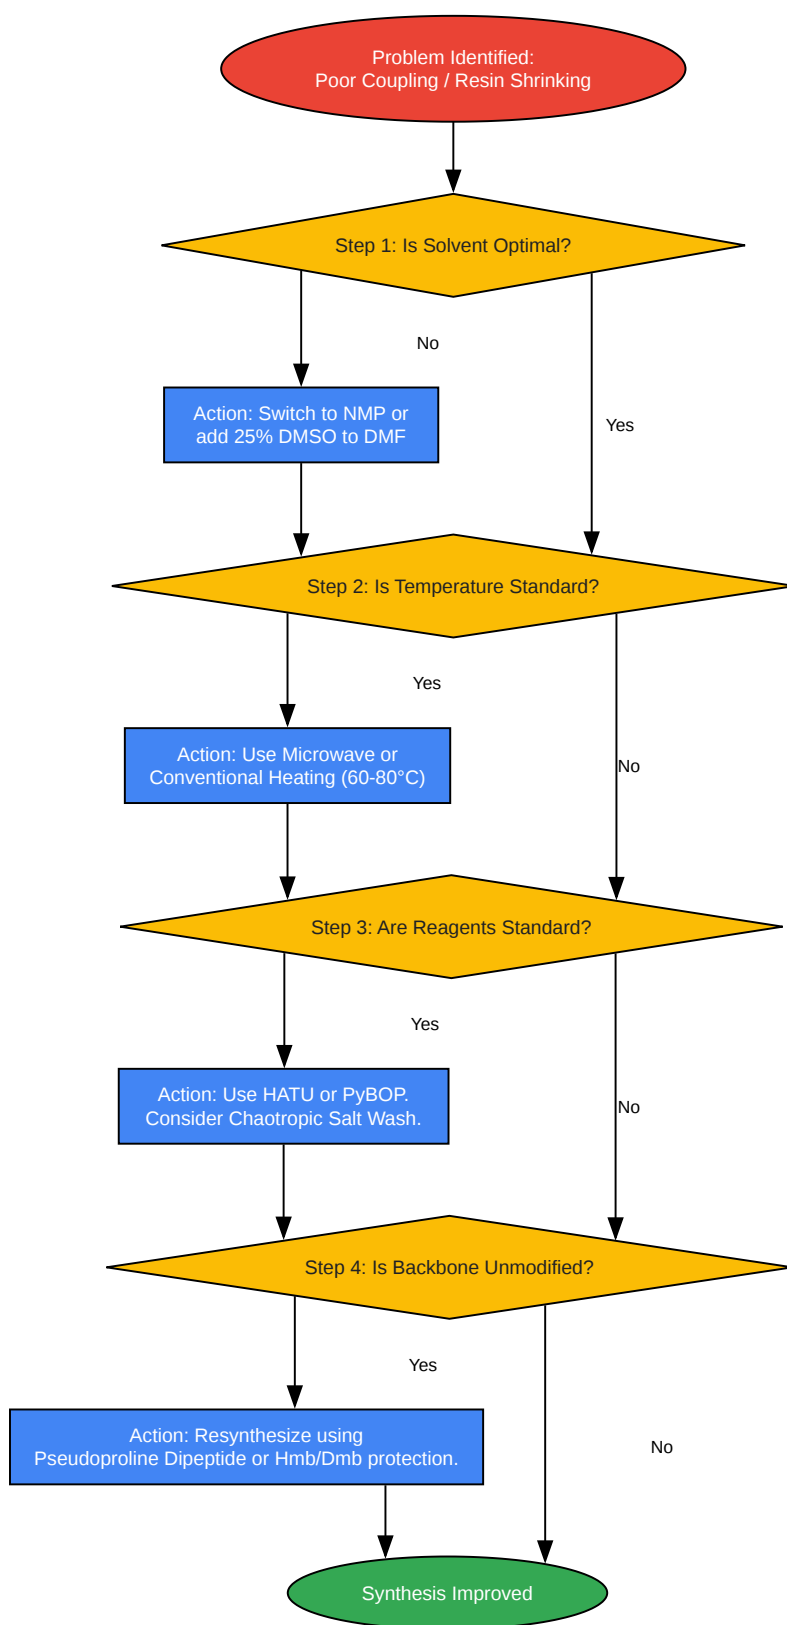 Problem Identified:
Poor Coupling / Resin Shrinking
Step 1: Is Solvent Optimal?
No
Action: Switch to NMP or
add 25% DMSO to DMF
Yes
Step 2: Is Temperature Standard?
Yes
Action: Use Microwave or
Conventional Heating (60-80°C)
No
Step 3: Are Reagents Standard?
Yes
Action: Use HATU or PyBOP.
Consider Chaotropic Salt Wash.
No
Step 4: Is Backbone Unmodified?
Yes
Action: Resynthesize using
Pseudoproline Dipeptide or Hmb/Dmb protection.
No
Synthesis Improved